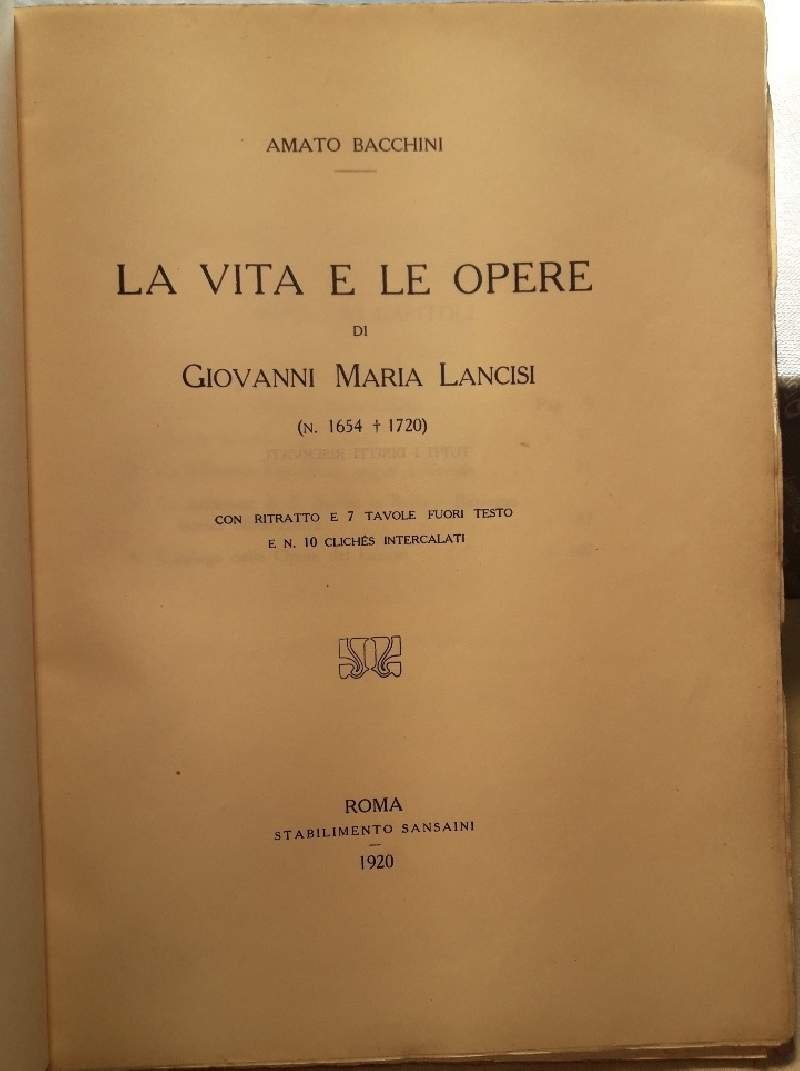 AMATO BACCHINI
LA VITA E LE OPERE
DI
GIOVANNI MARIA LANCISI
(N. 1654 † 1720)
CON RITRATTO E 7 TAVOLE FUORI TESTO
E N. 10 CLICHÉS INTERCALATI
ROMA
STABILIMENTO SANSAINI
1920